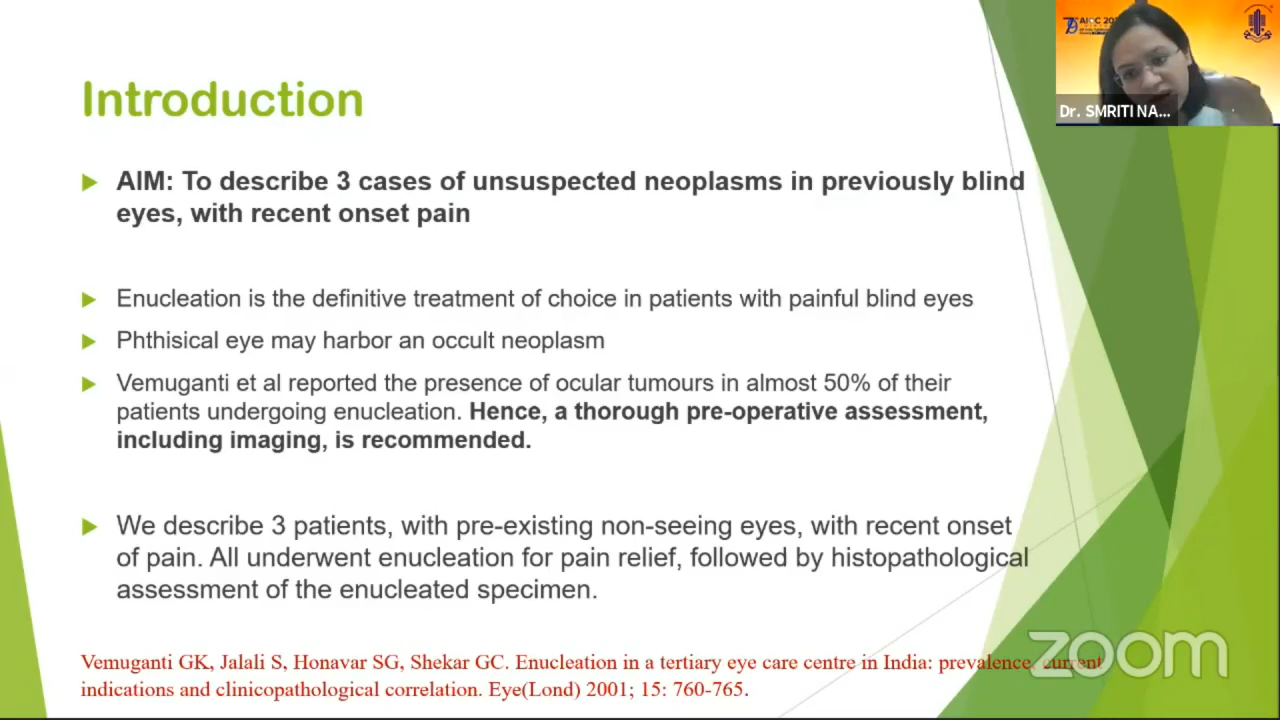 Introduction
AIM: To describe 3 cases of unsuspected neoplasms in previously blind
eyes, with recent onset pain
Enucleation is the definitive treatment of choice in patients with painful blind eyes
Phthisical eye may harbor an occult neoplasm
Vemuganti et al reported the presence of ocular tumours in almost 50% of their
patients undergoing enucleation. Hence, a thorough pre-operative assessment,
including imaging, is recommended.
We describe 3 patients, with pre-existing non-seeing eyes, with recent onset
of pain. All underwent enucleation for pain relief, followed by histopathological
assessment of the enucleated specimen.
Vemuganti GK, Jalali S, Honavar SG, Shekar GC. Enucleation in a tertiary eye care centre in India: prevalence, current
indications and clinicopathological correlation. Eye(Lond) 2001; 15: 760-765.
Dr. SMRITI NA...
zoom